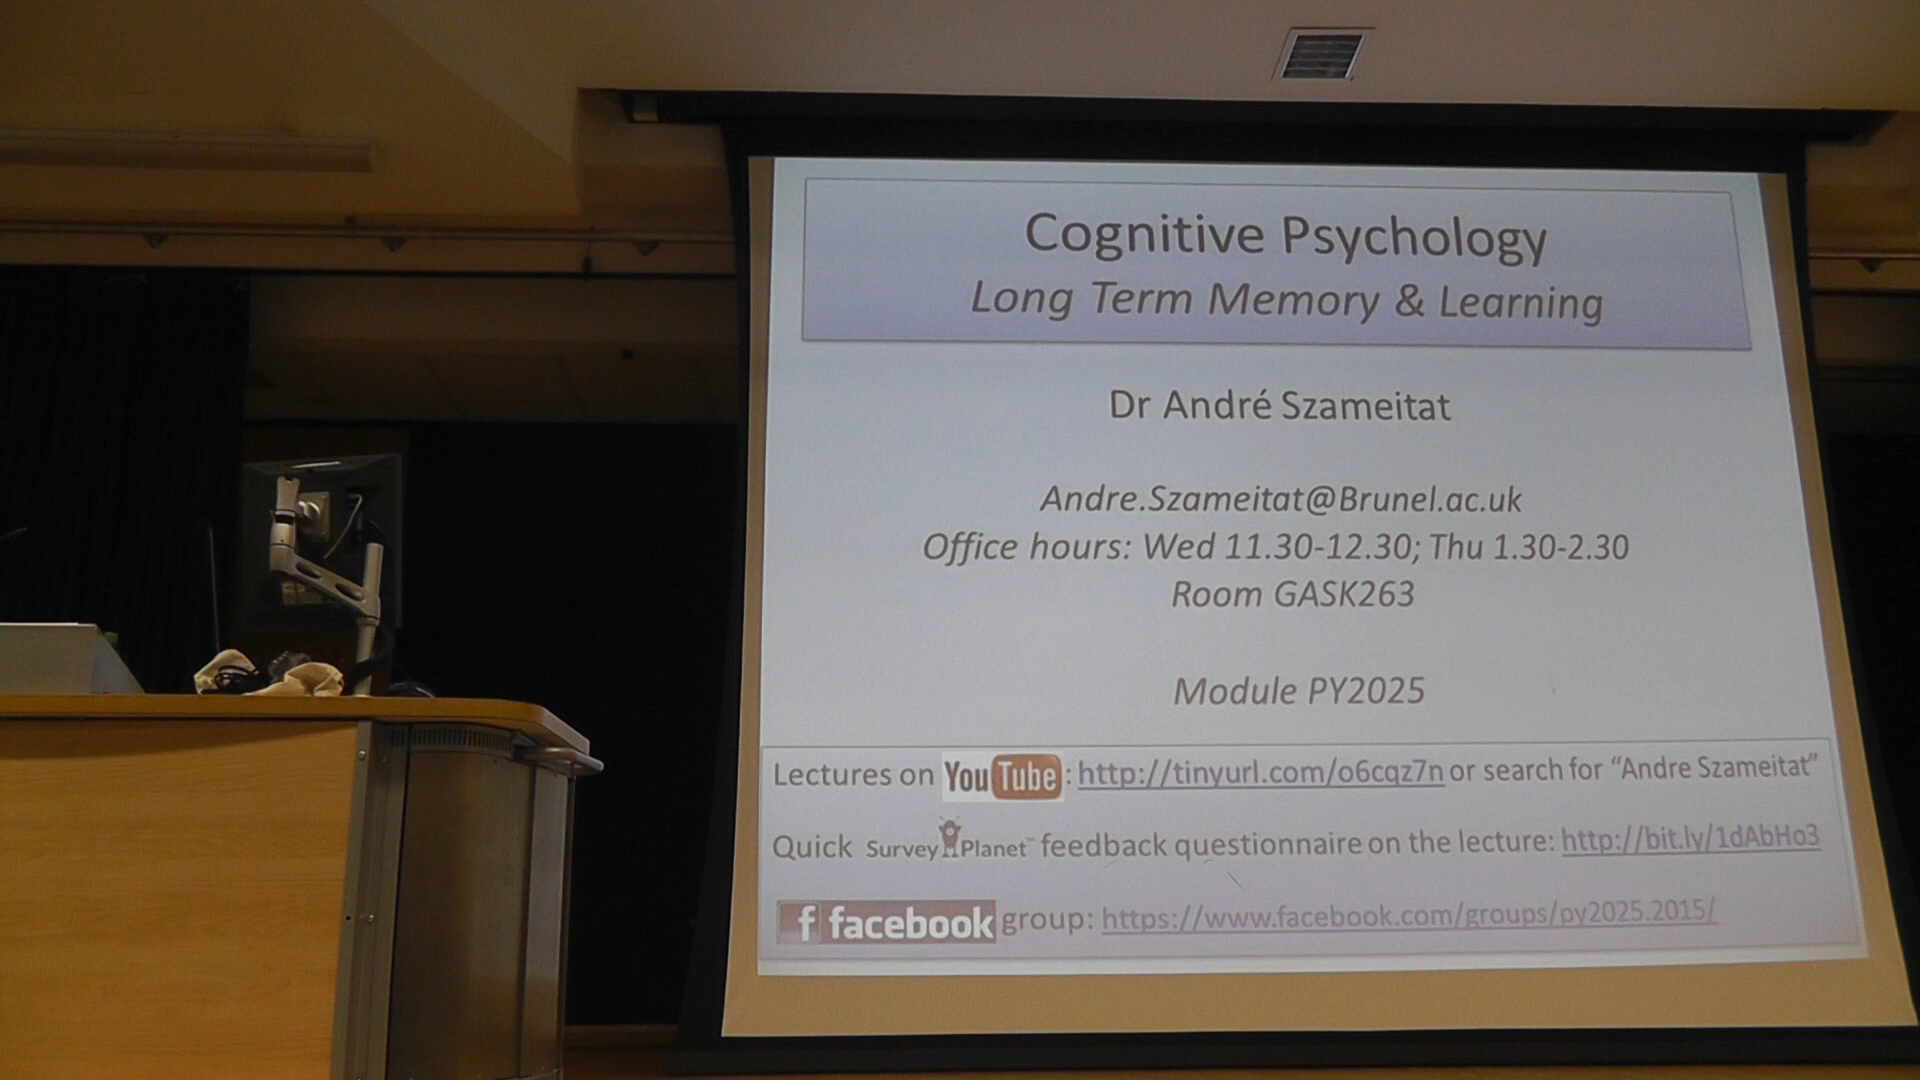 Cognitive Psychology
Long Term Memory & Learning
Dr André Szameitat
Andre.Szameitat@Brunel.ac.uk
Office hours: Wed 11.30-12.30; Thu 1.30-2.30
Room GASK263
Module PY2025
Lectures on YouTube: http://tinyurl.com/o6cqz7n or search for “Andre Szameitat”
Quick SurveyPlanet™ feedback questionnaire on the lecture: http://bit.ly/1dAbHo3
f facebook group: https://www.facebook.com/groups/py2025.2015/